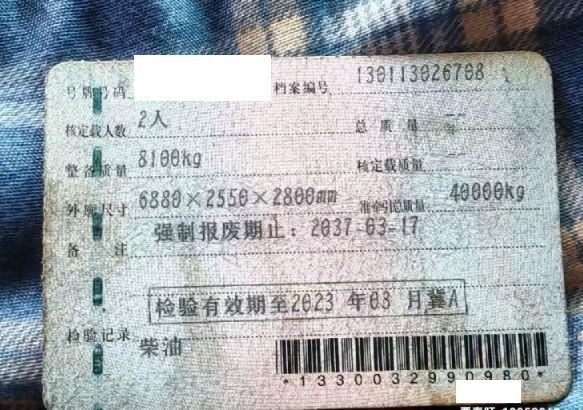 号牌号码 档案编号 130113026708
核定载人数 2人 总质量 --
整备质量 8100kg 核定载质量 --
外廓尺寸 6880×2550×2800mm 准牵引总质量 40000kg
备注 强制报废期止：2037-03-17
检验有效期至2023 年03 月冀A
检验记录 柴油
*1330032990980*